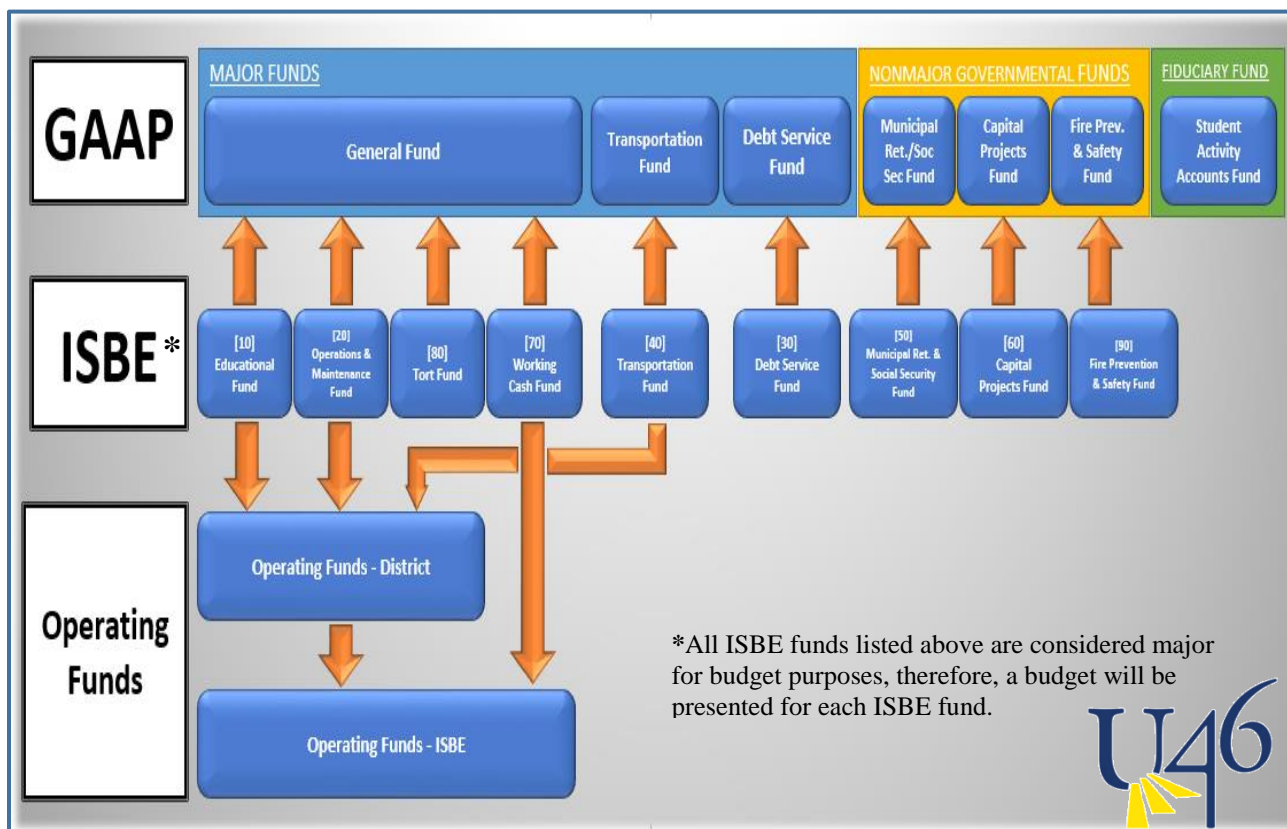 GAAP
MAJOR FUNDS
General Fund
Transportation
Fund
Debt Service
Fund
NONMAJOR GOVERNMENTAL FUNDS
Municipal
Ret./Soc
Sec Fund
Capital
Projects
Fund
Fire Prev.
& Safety
Fund
FIDUCIARY FUND
Student
Activity
Accounts Fund
ISBE*
[10]
Educational
Fund
[20]
Operations &
Maintenance
Fund
[80]
Tort Fund
[70]
Working
Cash Fund
[40]
Transportation
Fund
[30]
Debt Service
Fund
[50]
Municipal Ret. &
Social Security
Fund
[60]
Capital
Projects Fund
[90]
Fire Prevention
& Safety Fund
Operating
Funds
Operating Funds - District
Operating Funds - ISBE
*All ISBE funds listed above are considered major
for budget purposes, therefore, a budget will be
presented for each ISBE fund.
U46